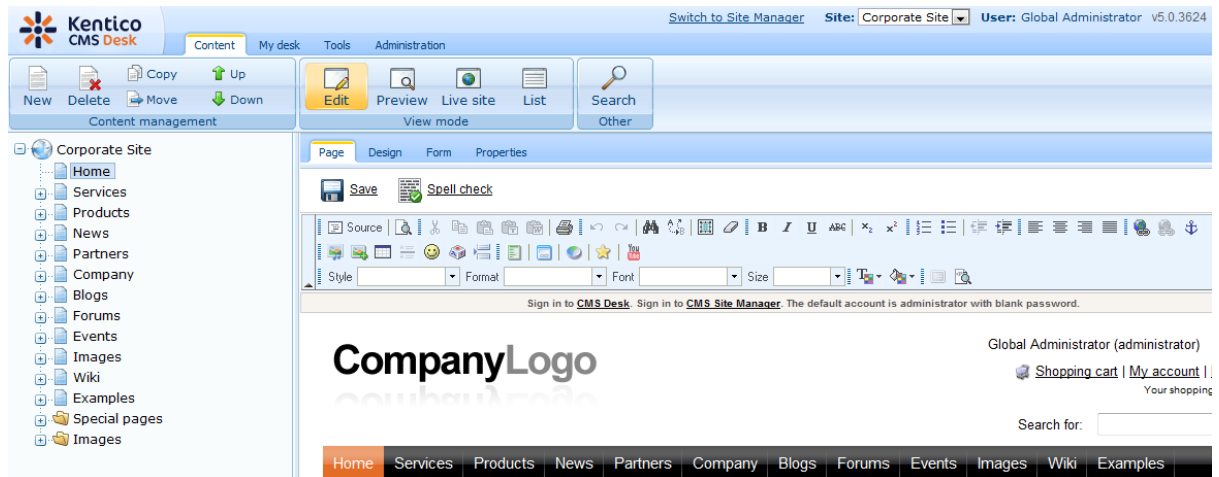 Kentico
CMS Desk
Switch to Site Manager Site: Corporate Site User: Global Administrator v5.0.3624
Content My desk Tools Administration
New Delete Copy Move Up Down
Content management
Edit Preview Live site List
View mode
Search
Other
Corporate Site
Home
Services
Products
News
Partners
Company
Blogs
Forums
Events
Images
Wiki
Examples
Special pages
Images
Page Design Form Properties
Save Spell check
Source B I U ABC x₂ x²
You
Style Format Font Size
Sign in to CMS Desk. Sign in to CMS Site Manager. The default account is administrator with blank password.
CompanyLogo
Global Administrator (administrator)
Shopping cart | My account |
Your shopping
Search for:
Home Services Products News Partners Company Blogs Forums Events Images Wiki Examples